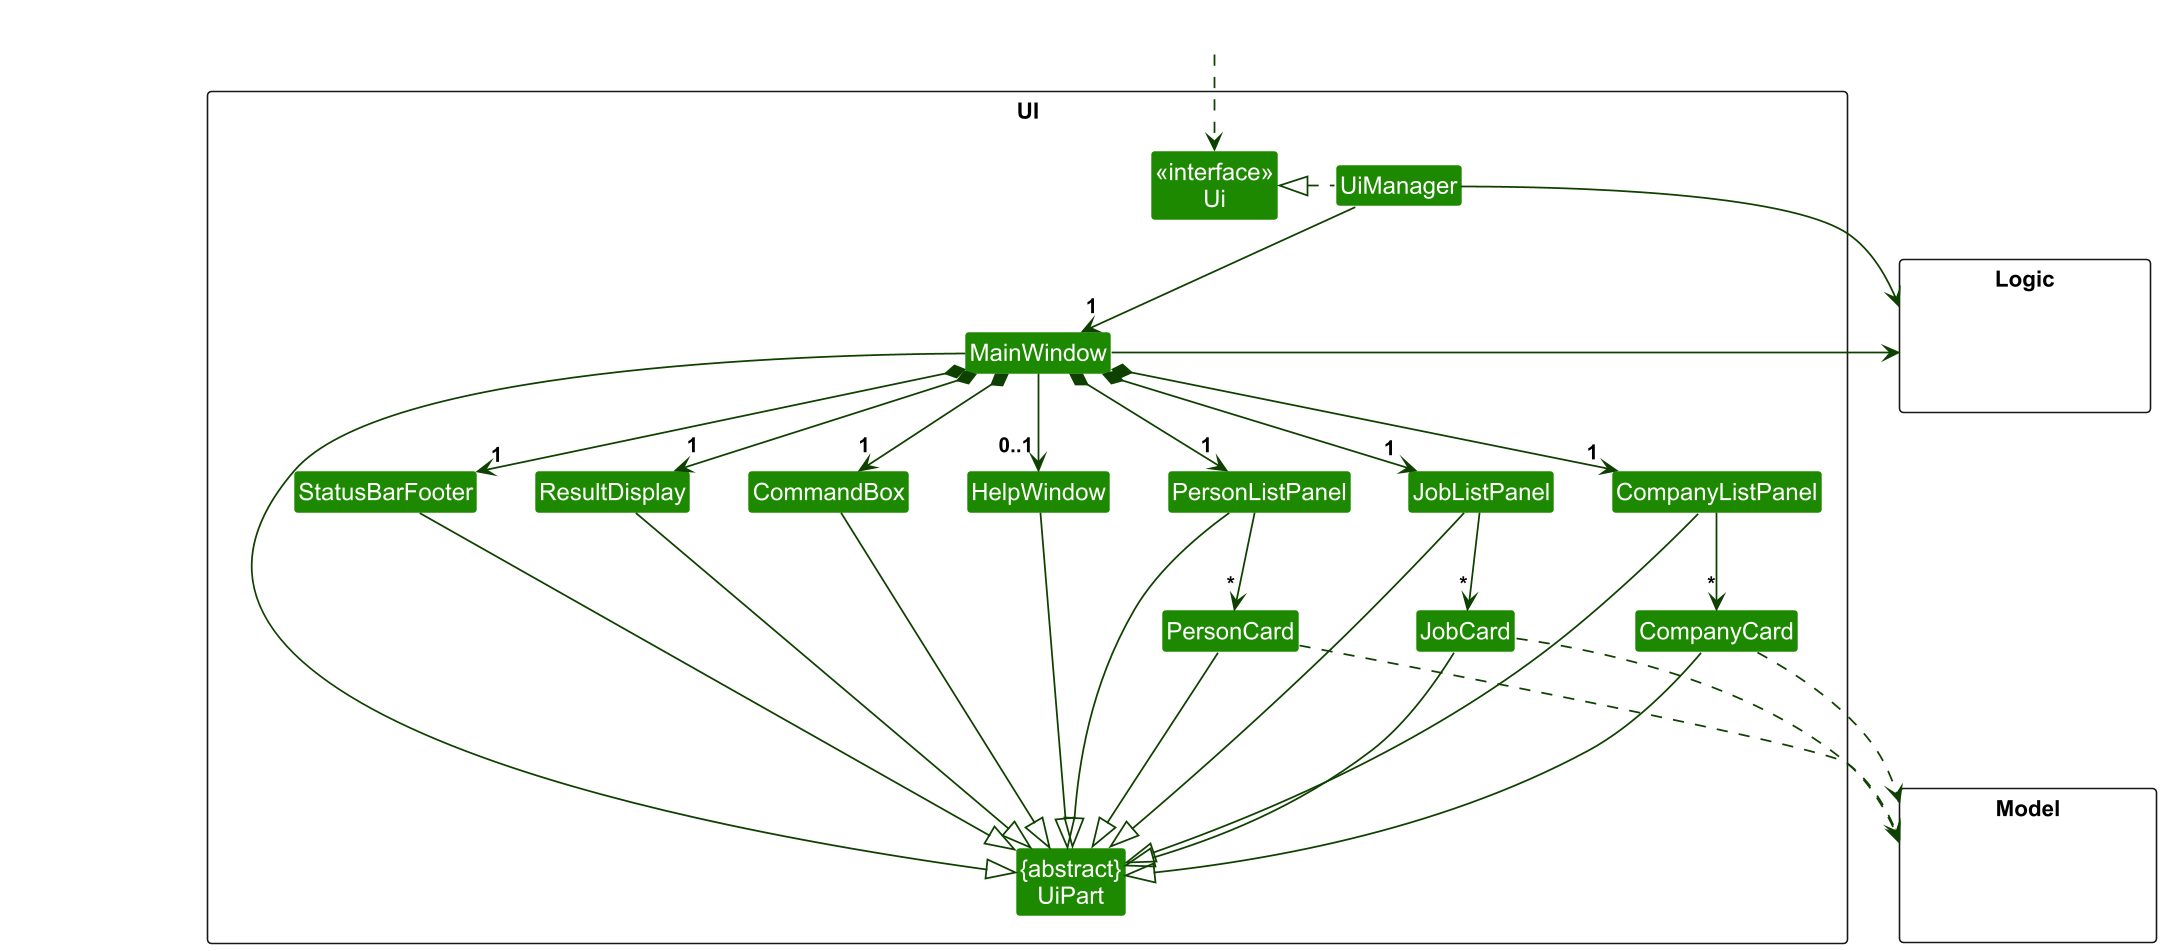 UI
«interface»
Ui
UiManager
Logic
1
MainWindow
1
1
1
0..1
1
1
1
StatusBarFooter
ResultDisplay
CommandBox
HelpWindow
PersonListPanel
JobListPanel
CompanyListPanel
*
*
*
PersonCard
JobCard
CompanyCard
Model
{abstract}
UiPart